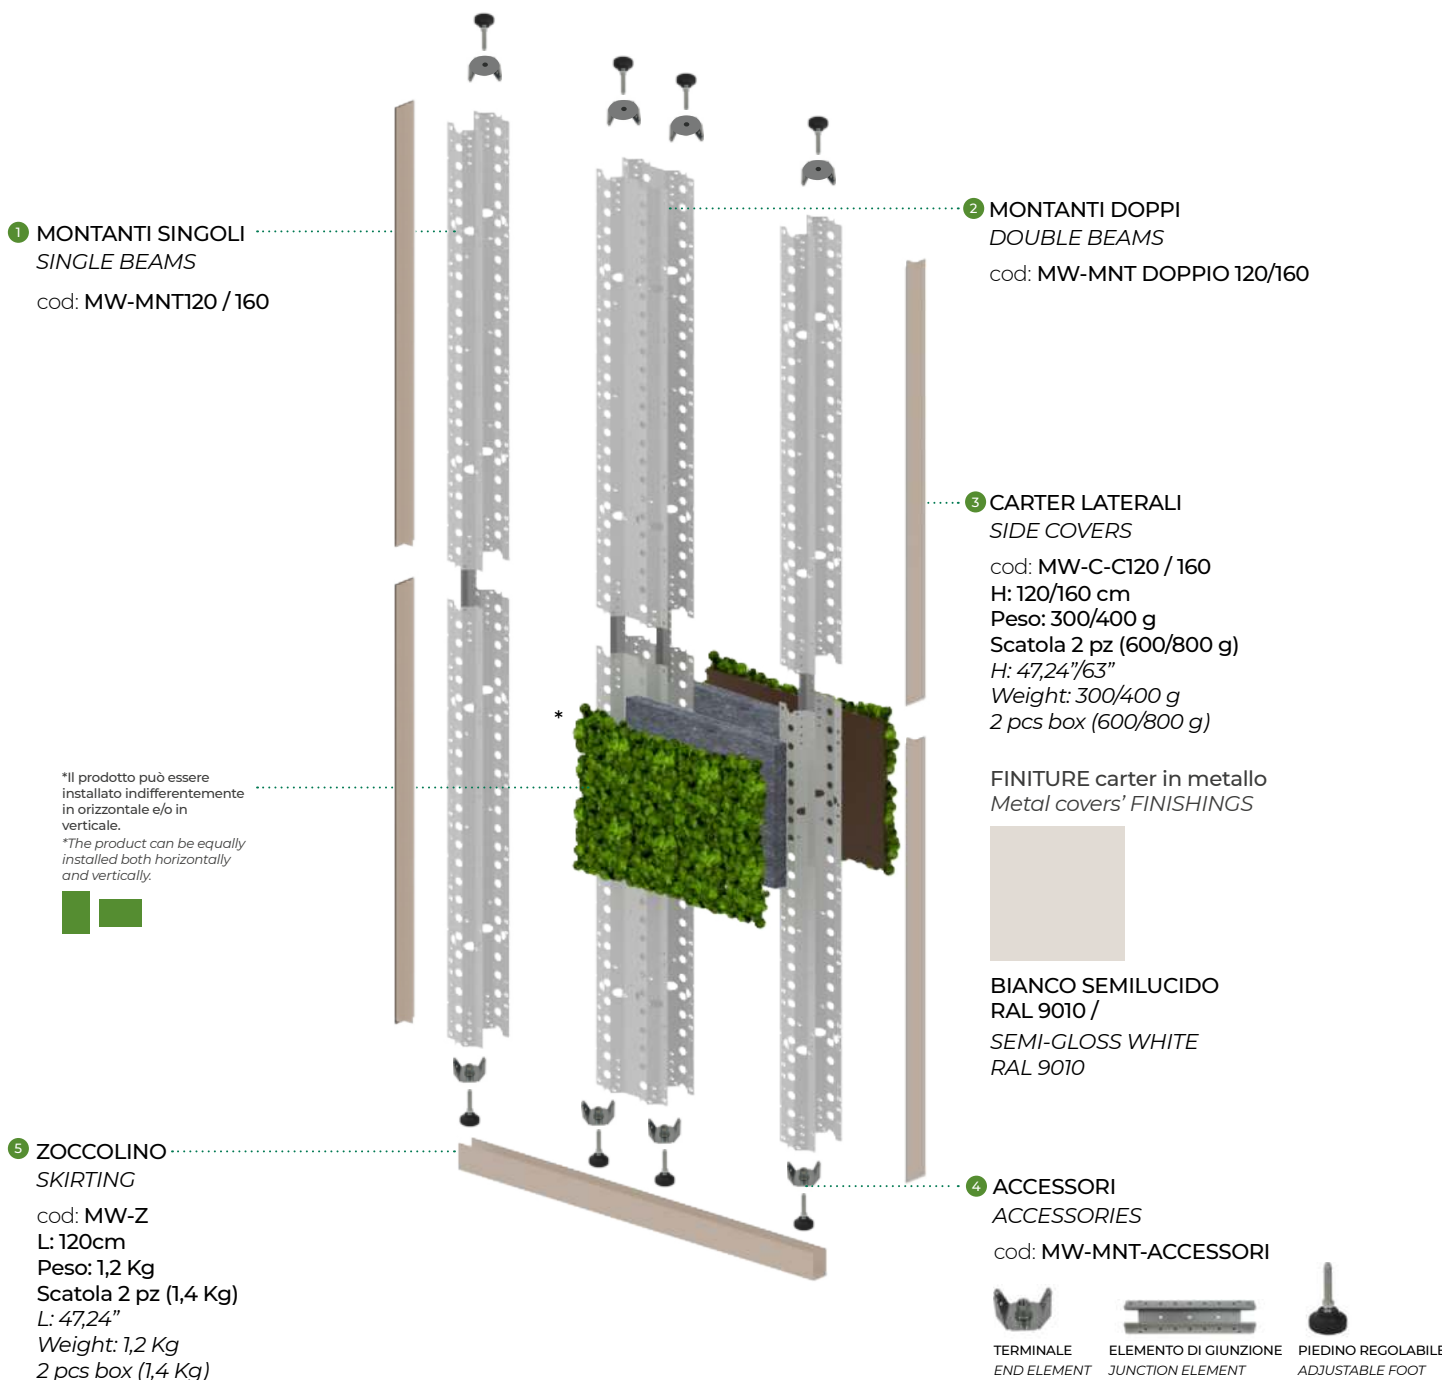 1 MONTANTI SINGOLI
SINGLE BEAMS
cod: MW-MNT120 / 160
2 MONTANTI DOPPI
DOUBLE BEAMS
cod: MW-MNT DOPPIO 120/160
3 CARTER LATERALI
SIDE COVERS
cod: MW-C-C120 / 160
H: 120/160 cm
Peso: 300/400 g
Scatola 2 pz (600/800 g)
H: 47,24”/63”
Weight: 300/400 g
2 pcs box (600/800 g)
FINITURE carter in metallo
Metal covers’ FINISHINGS
BIANCO SEMILUCIDO
RAL 9010 /
SEMI-GLOSS WHITE
RAL 9010
*
*Il prodotto può essere
installato indifferentemente
in orizzontale e/o in
verticale.
*The product can be equally
installed both horizontally
and vertically.
5 ZOCCOLINO
SKIRTING
cod: MW-Z
L: 120cm
Peso: 1,2 Kg
Scatola 2 pz (1,4 Kg)
L: 47,24”
Weight: 1,2 Kg
2 pcs box (1,4 Kg)
4 ACCESSORI
ACCESSORIES
cod: MW-MNT-ACCESSORI
TERMINALE
END ELEMENT
ELEMENTO DI GIUNZIONE
JUNCTION ELEMENT
PIEDINO REGOLABILE
ADJUSTABLE FOOT